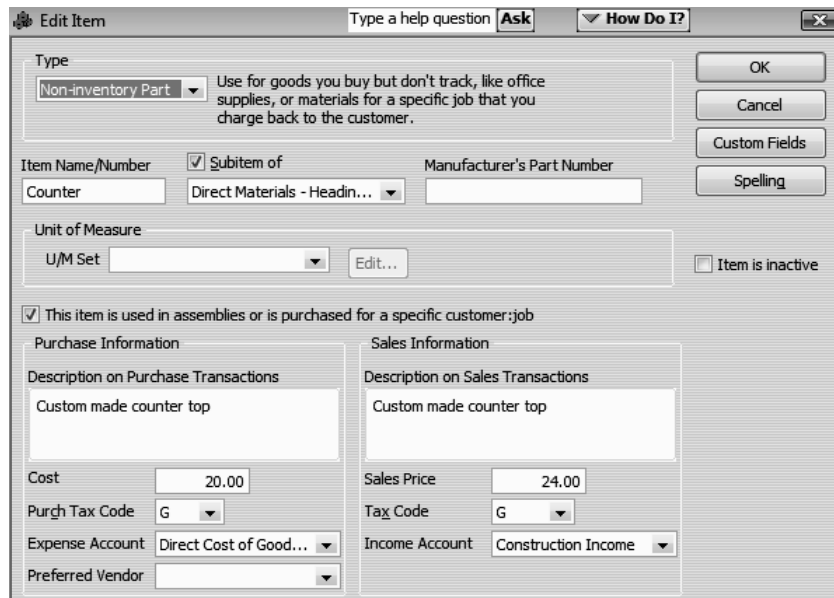 Edit Item
Type a help question Ask
How Do I?
Type
Non-inventory Part
Use for goods you buy but don't track, like office
supplies, or materials for a specific job that you
charge back to the customer.
OK
Cancel
Custom Fields
Spelling
Item Name/Number
Subitem of
Manufacturer's Part Number
Counter
Direct Materials - Headin...
Unit of Measure
U/M Set
Edit...
Item is inactive
This item is used in assemblies or is purchased for a specific customer:job
Purchase Information
Description on Purchase Transactions
Custom made counter top
Cost 20.00
Purch Tax Code G
Expense Account Direct Cost of Good...
Preferred Vendor
Sales Information
Description on Sales Transactions
Custom made counter top
Sales Price 24.00
Tax Code G
Income Account Construction Income